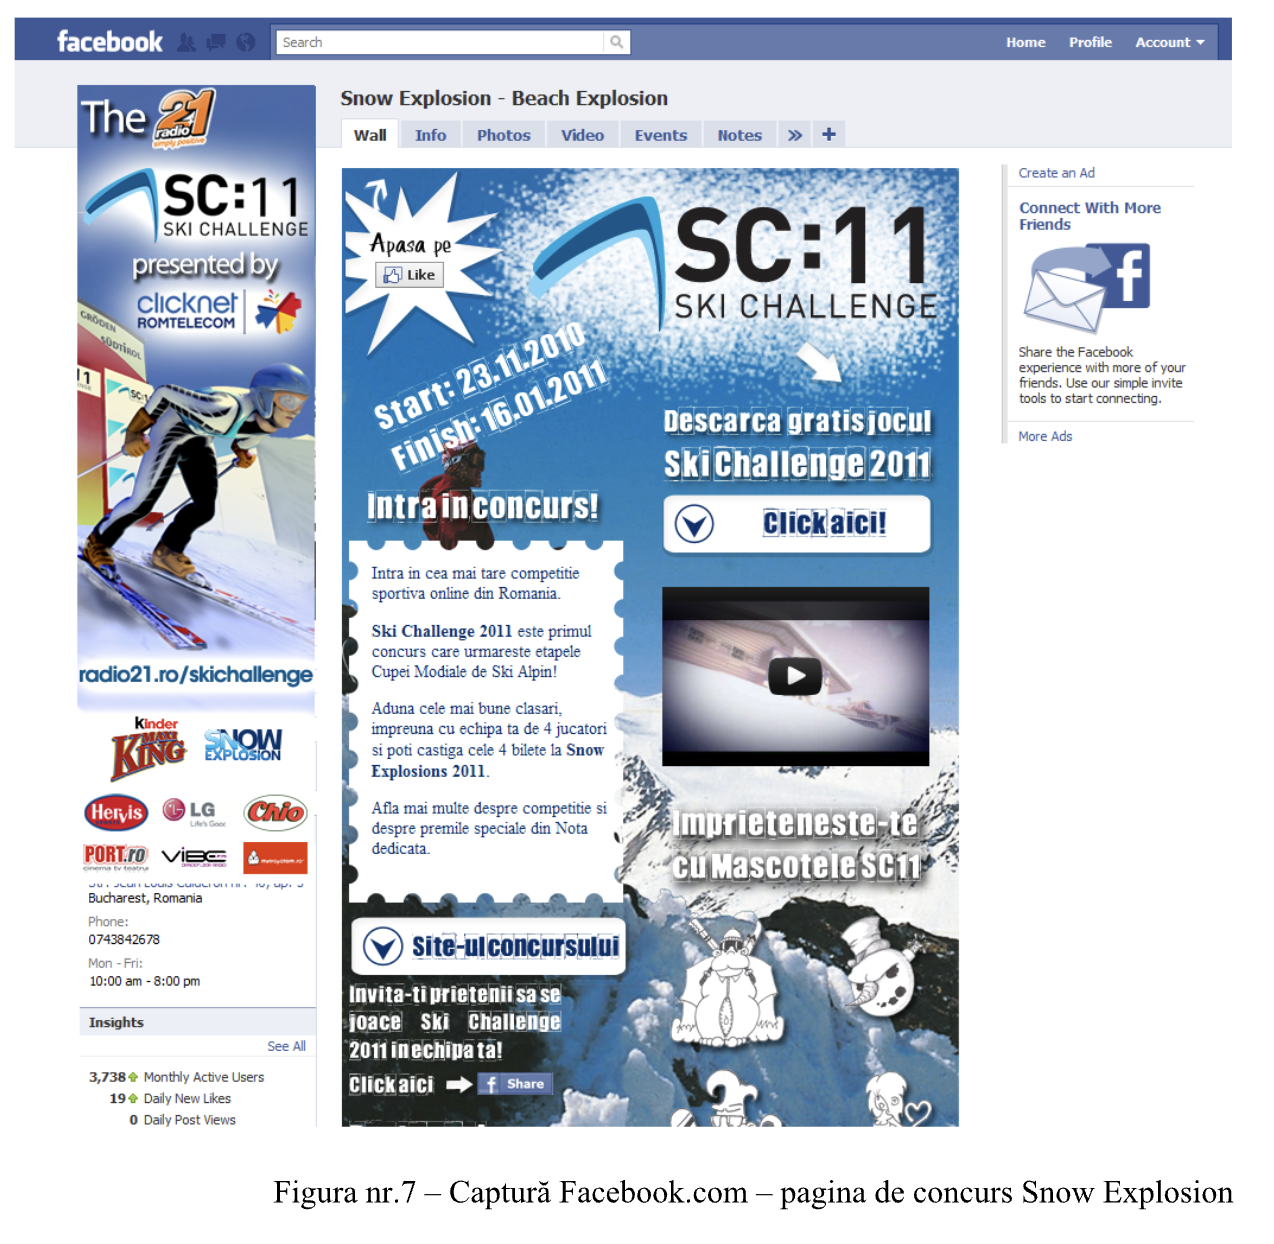 facebook
Search
Home Profile Account
The radio 21
simply positive
SC:11
SKI CHALLENGE
presented by
clicknet
ROMTELECOM
GRÖDEN
SÜDTIROL
radio21.ro/skichallenge
Kinder
MAXI
KING
SNOW
EXPLOSION
Hervis
LG
Life's Good
Chio
PORT.ro
cinema tv teatru
VIBE
Bucharest, Romania
Phone:
0743842678
Mon - Fri:
10:00 am - 8:00 pm
Insights
See All
3,738 Monthly Active Users
19 Daily New Likes
0 Daily Post Views
Snow Explosion - Beach Explosion
Wall Info Photos Video Events Notes » +
Apasa pe
Like
SC:11
SKI CHALLENGE
Start: 23.11.2010
Finish: 16.01.2011
Intra in concurs!
Intra in cea mai tare competitie
sportiva online din Romania.
Ski Challenge 2011 este primul
concurs care urmareste etapele
Cupei Modiale de Ski Alpin!
Aduna cele mai bune clasari,
impreuna cu echipa ta de 4 jucatori
si poti castiga cele 4 bilete la Snow
Explosions 2011.
Afla mai multe despre competitie si
despre premile speciale din Nota
dedicata.
Site-ul concursului
Invita-ti prietenii sa se
joace Ski Challenge
2011 in echipa ta!
Click aici
Share
Descarca gratis jocul
Ski Challenge 2011
Click aici!
Imprieteneste-te
cu Mascotele SC11
Create an Ad
Connect With More
Friends
Share the Facebook
experience with more of your
friends. Use our simple invite
tools to start connecting.
More Ads
Figura nr.7 – Captură Facebook.com – pagina de concurs Snow Explosion